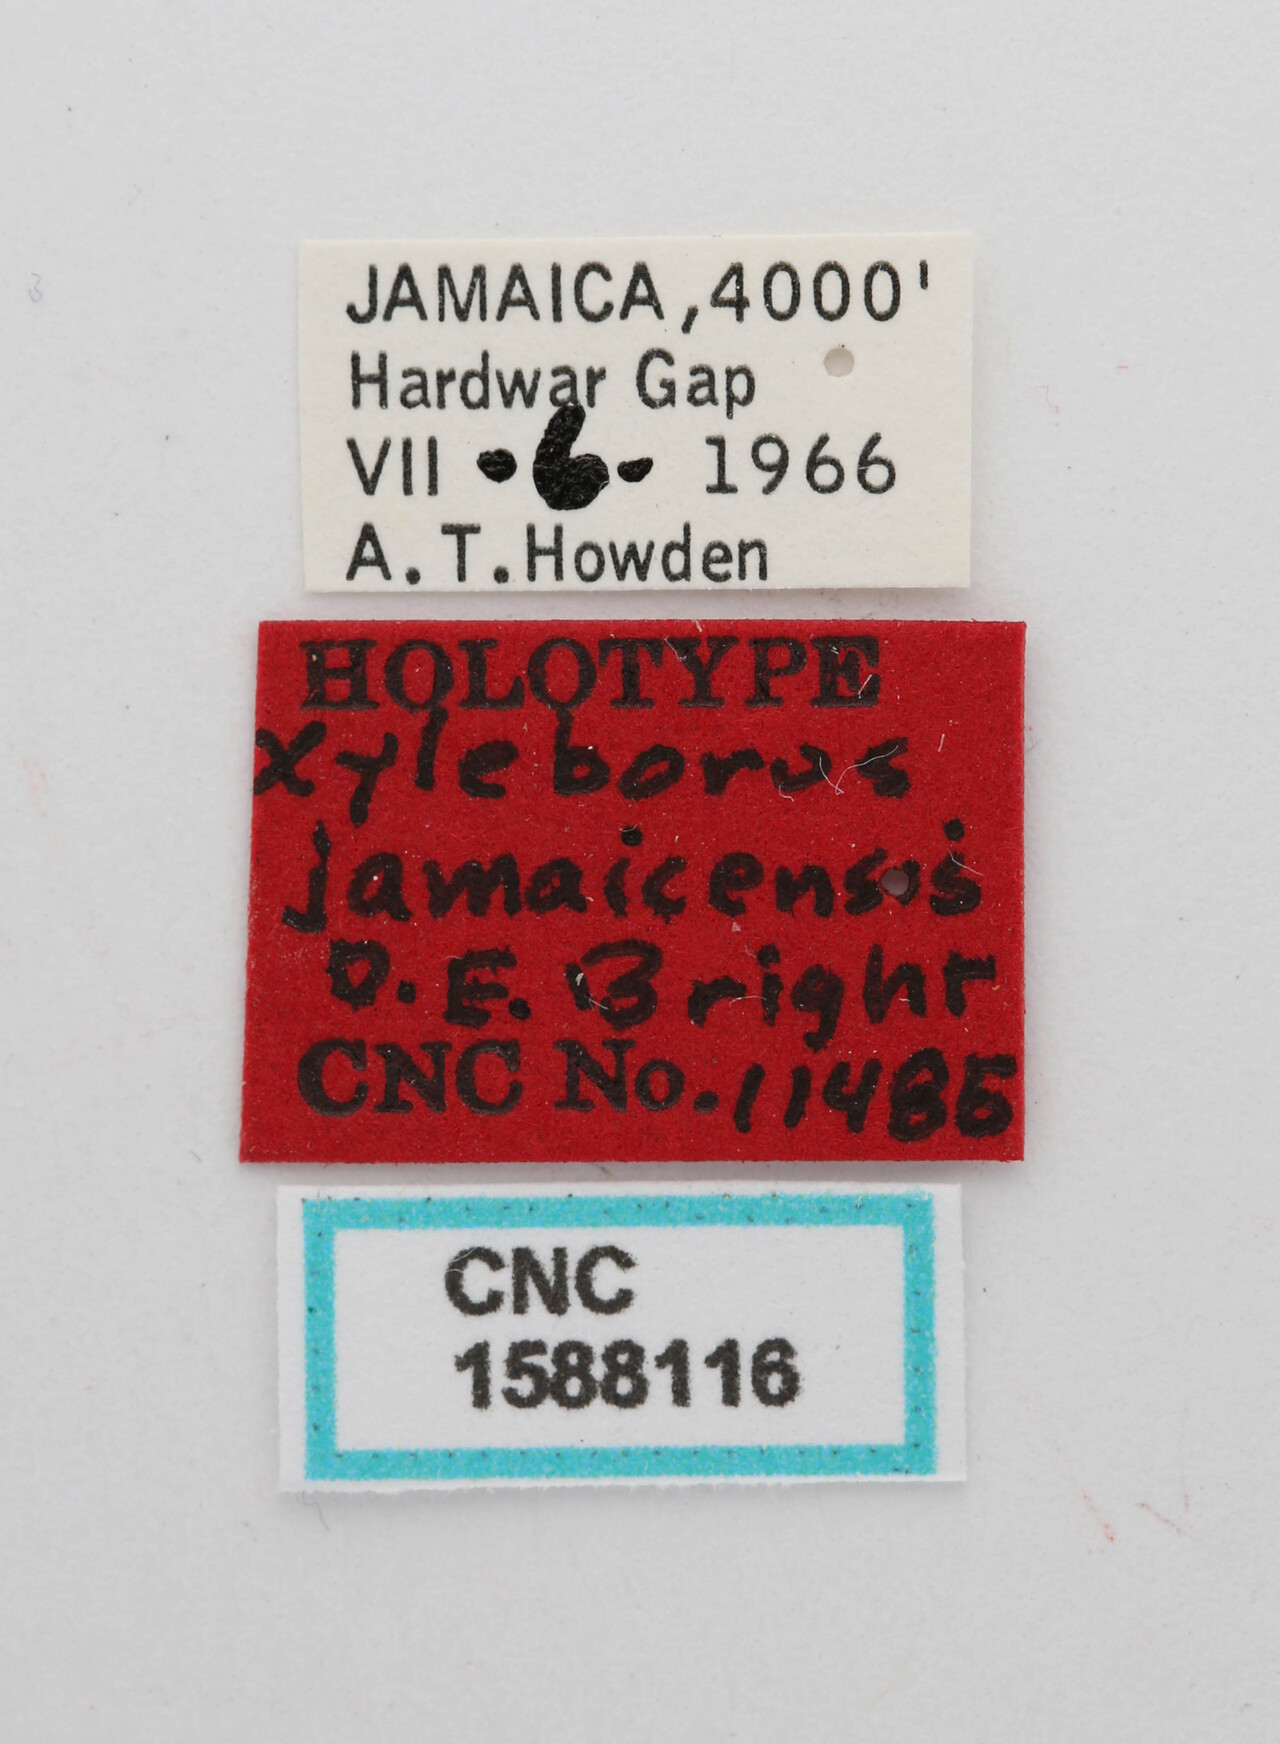 JAMAICA, 4000'
Hardwar Gap
VII -6- 1966
A. T. Howden
HOLOTYPE
Xyleborus
jamaicensis
D.E. Bright
CNC No. 11485
CNC
1588116